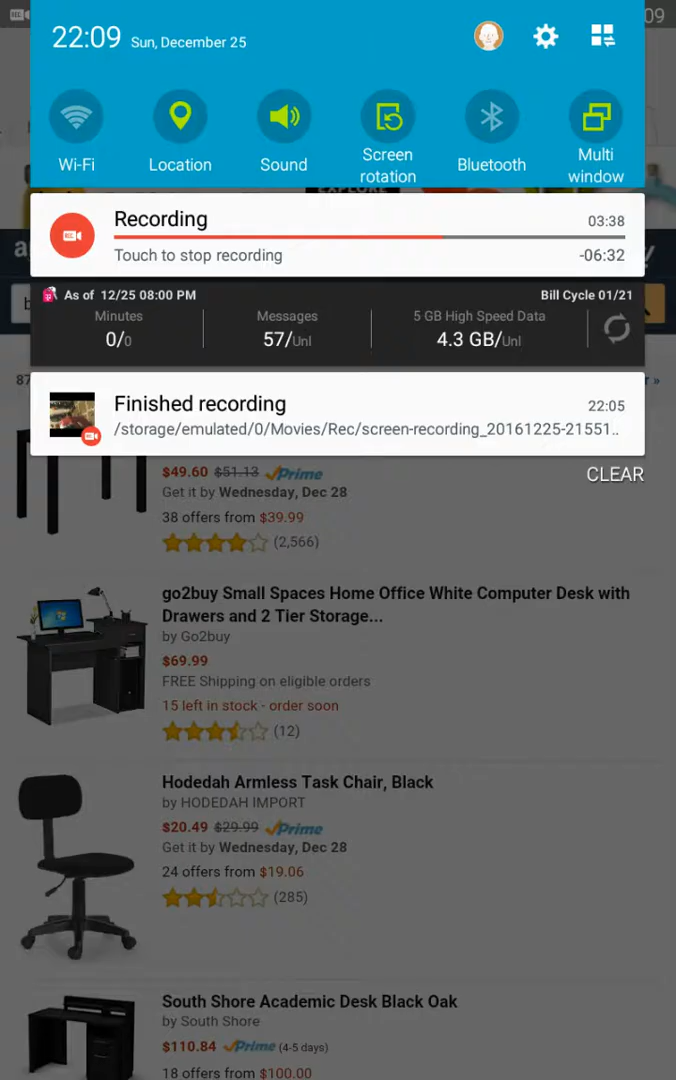 09
22:09 Sun, December 25
Wi-Fi
Location
Sound
Screen rotation
Bluetooth
Multi window
EXPLORE
Recording 03:38
Touch to stop recording -06:32
As of 12/25 08:00 PM Bill Cycle 01/21
Minutes Messages 5 GB High Speed Data
0/0 57/Unl 4.3 GB/Unl
87
Finished recording 22:05
/storage/emulated/0/Movies/Rec/screen-recording_20161225-21551..
CLEAR
$49.60 $51.13 Prime
Get it by Wednesday, Dec 28
38 offers from $39.99
(2,566)
go2buy Small Spaces Home Office White Computer Desk with
Drawers and 2 Tier Storage...
by Go2buy
$69.99
FREE Shipping on eligible orders
15 left in stock - order soon
(12)
Hodedah Armless Task Chair, Black
by HODEDAH IMPORT
$20.49 $29.99 Prime
Get it by Wednesday, Dec 28
24 offers from $19.06
(285)
South Shore Academic Desk Black Oak
by South Shore
$110.84 Prime (4-5 days)
18 offers from $100.00